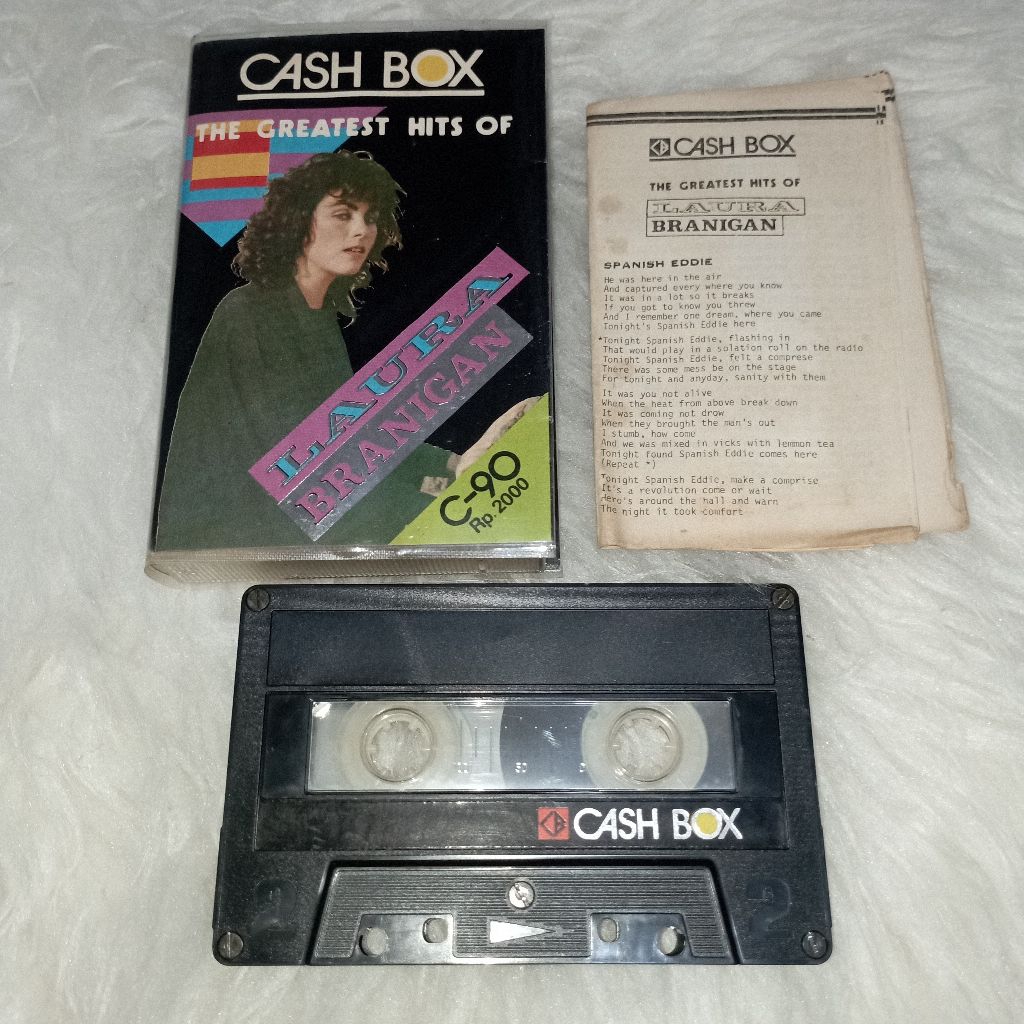 CASH BOX
THE GREATEST HITS OF
LAURA
BRANIGAN
C-90
Rp. 2000
CASH BOX
THE GREATEST HITS OF
LAURA
BRANIGAN
SPANISH EDDIE
He was here in the air
And captured every where you know
It was in a lot so it breaks
If you got to know you threw
And I remember one dream, where you came
Tonight's Spanish Eddie here
*Tonight Spanish Eddie, flashing in
That would play in a solation roll on the radio
Tonight Spanish Eddie, felt a comprese
There was some mess be on the stage
For tonight and anyday, sanity with them
It was you not alive
When the heat from above break down
It was coming not drow
When they brought the man's out
I stumb, how come
And we was mixed in vicks with lemmon tea
Tonight found Spanish Eddie comes here
(Repeat *)
Tonight Spanish Eddie, make a comprise
It's a revolution come or wait
Hero's around the hall and warn
The night it took comfort
50 0
CB CASH BOX
2 2